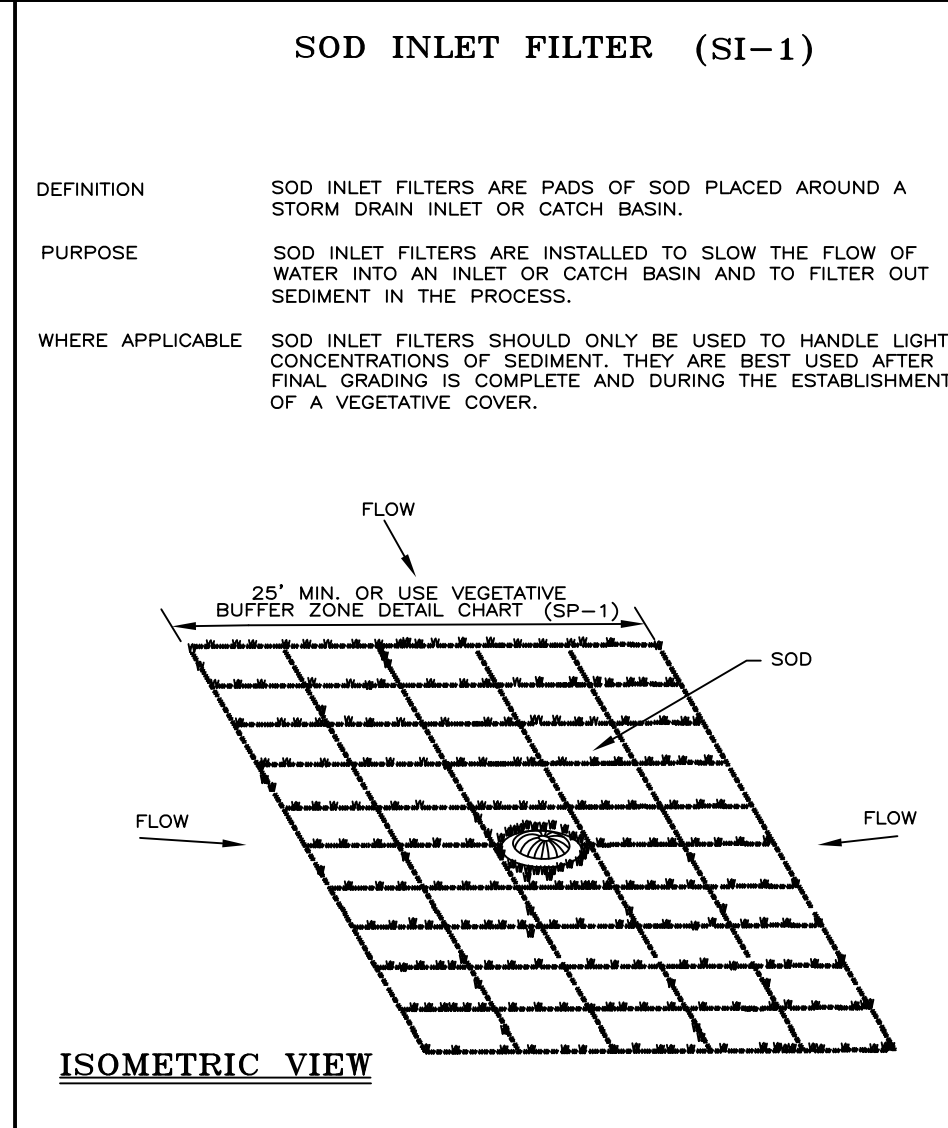 SOD INLET FILTER (SI-1)
DEFINITION SOD INLET FILTERS ARE PADS OF SOD PLACED AROUND A
STORM DRAIN INLET OR CATCH BASIN.
PURPOSE SOD INLET FILTERS ARE INSTALLED TO SLOW THE FLOW OF
WATER INTO AN INLET OR CATCH BASIN AND TO FILTER OUT
SEDIMENT IN THE PROCESS.
WHERE APPLICABLE SOD INLET FILTERS SHOULD ONLY BE USED TO HANDLE LIGHT
CONCENTRATIONS OF SEDIMENT. THEY ARE BEST USED AFTER
FINAL GRADING IS COMPLETE AND DURING THE ESTABLISHMENT
OF A VEGETATIVE COVER.
FLOW
25' MIN. OR USE VEGETATIVE
BUFFER ZONE DETAIL CHART (SP-1)
SOD
FLOW
FLOW
ISOMETRIC VIEW